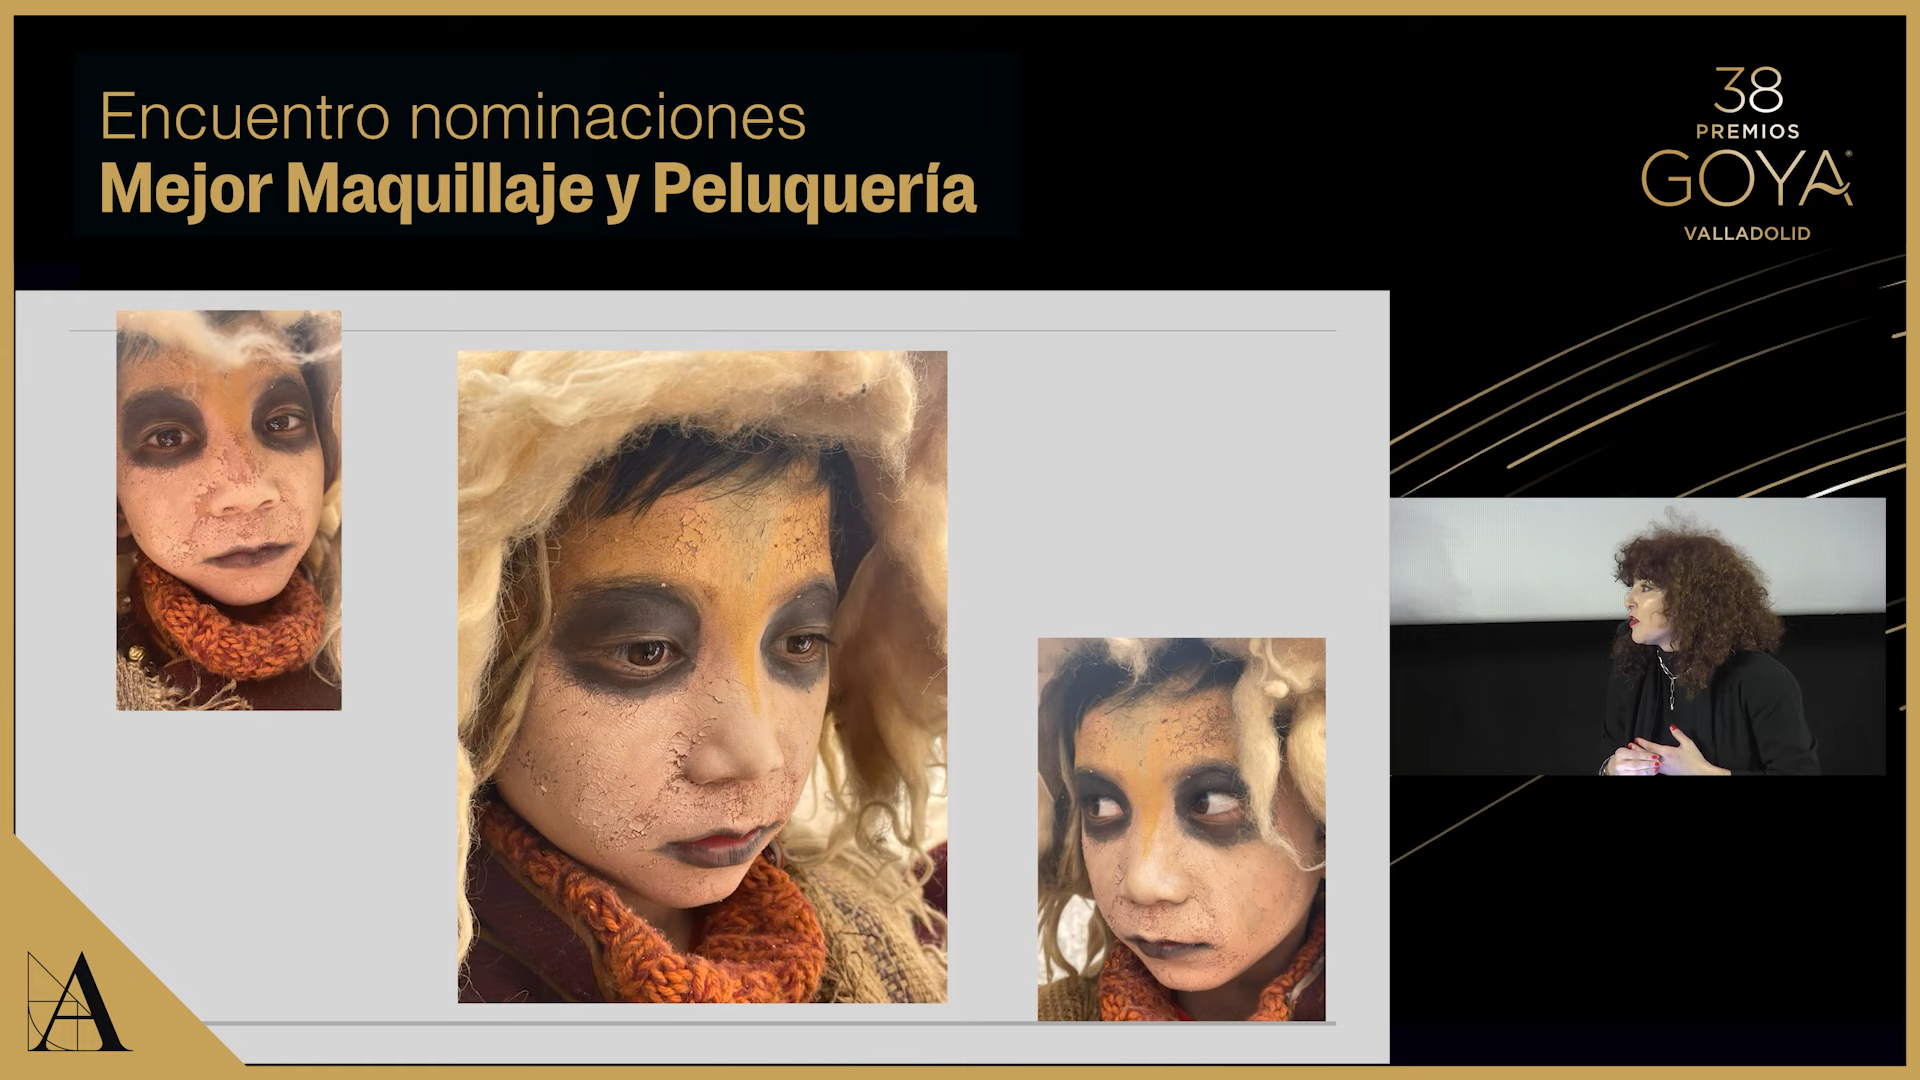 Encuentro nominaciones
Mejor Maquillaje y Peluquería
38
PREMIOS
GOYA
VALLADOLID
A